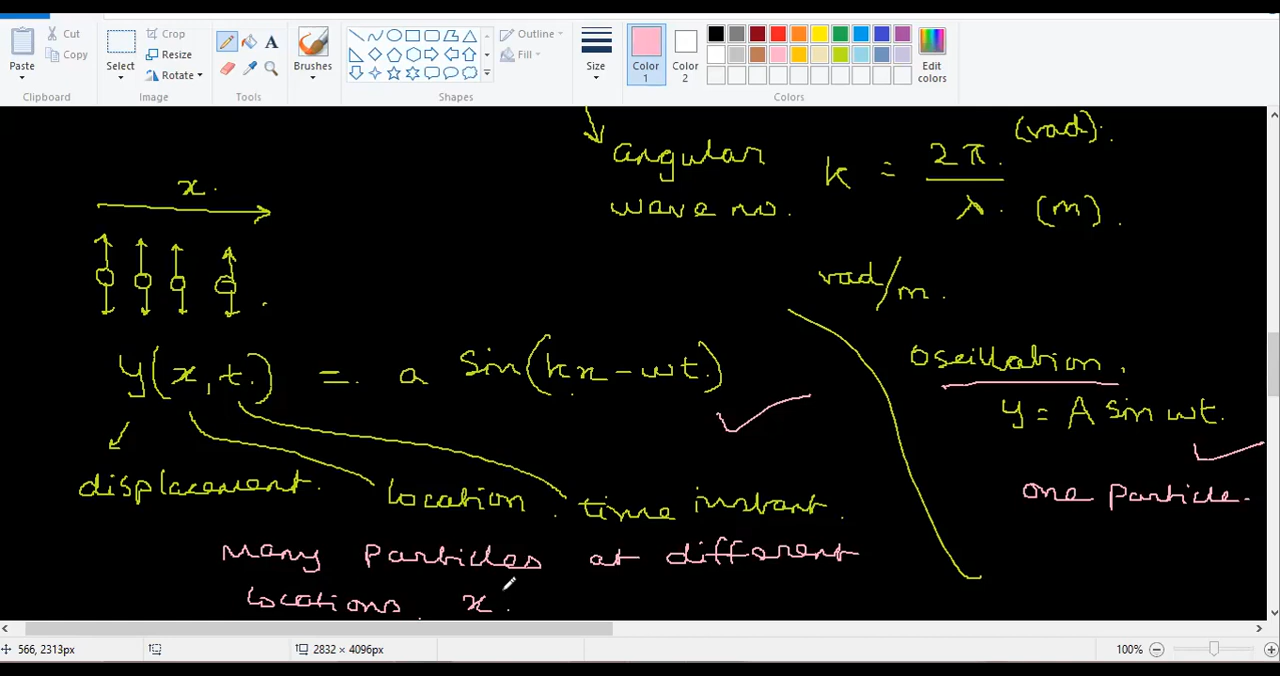 Cut
Copy
Paste
Clipboard
Crop
Resize
Rotate
Select
Image
Tools
Brushes
Outline
Fill
Shapes
Size
Color 1
Color 2
Edit colors
Colors
angular
wave no.
k = 2π (rad).
λ. (m).
rad/m.
x.
y(x, t.) = a sin(kx - ωt.)
displacement. location. time instant.
many particles at different
locations x.
oscillation.
y = A sin ωt.
one particle.
566, 2313px
2832 × 4096px
100%